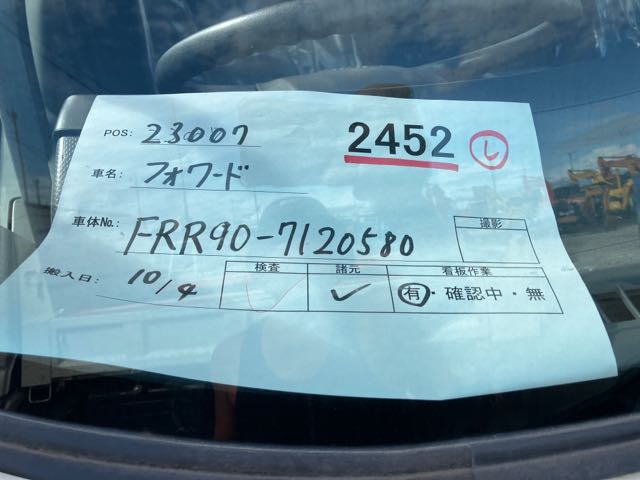 POS: 23007 2452 し
車名: フォワード
車体No.: FRR90-7120580 撮影
搬入日: 10/4 検査 諸元 看板作業
✓ ✓ 有・確認中・無